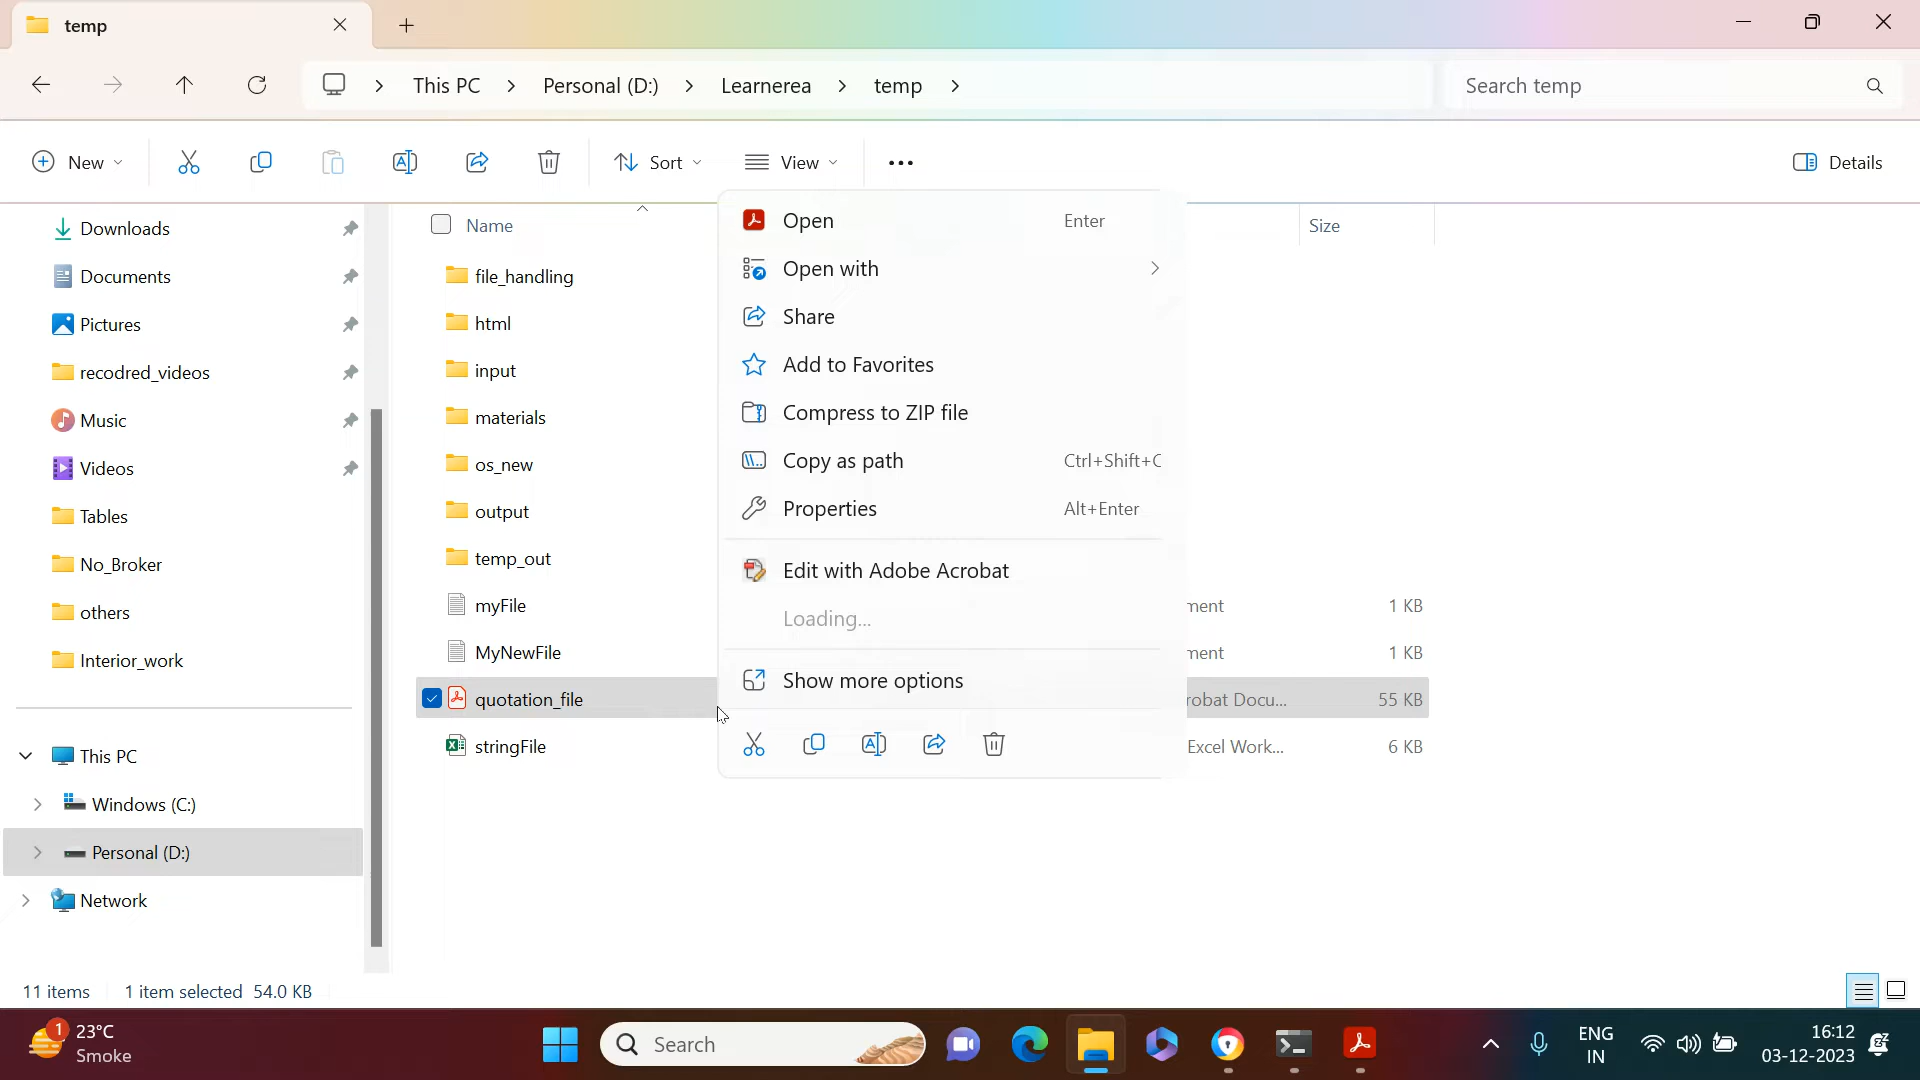 temp
This PC > Personal (D:) > Learnerea > temp >
Search temp
New
Sort
View
Details
Downloads
Documents
Pictures
recodred_videos
Music
Videos
Tables
No_Broker
others
Interior_work
This PC
Windows (C:)
Personal (D:)
Network
Name
Size
file_handling
html
input
materials
os_new
output
temp_out
myFile
ment 1 KB
MyNewFile
ment 1 KB
quotation_file
robat Docu... 55 KB
stringFile
Excel Work... 6 KB
Open Enter
Open with
Share
Add to Favorites
Compress to ZIP file
Copy as path Ctrl+Shift+C
Properties Alt+Enter
Edit with Adobe Acrobat
Loading...
Show more options
11 items 1 item selected 54.0 KB
1
23°C
Smoke
Search
ENG
IN
16:12
03-12-2023